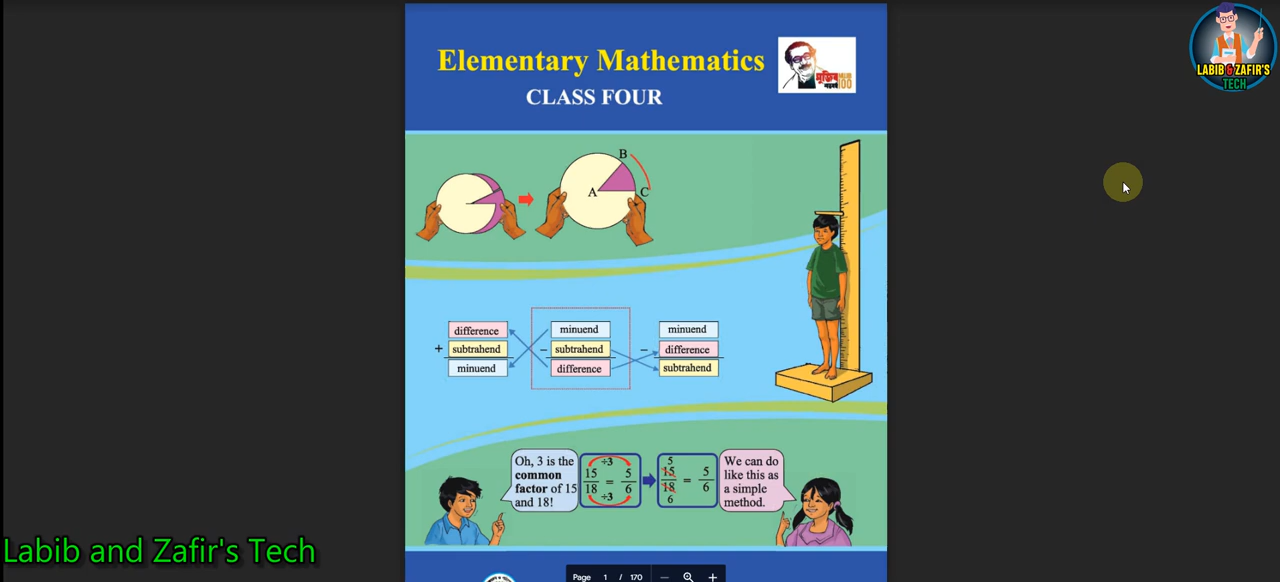 Elementary Mathematics
CLASS FOUR
মুজিব
100
LABIB & ZAFIR'S
TECH
B
A
C
difference
+ subtrahend
minuend
minuend
− subtrahend
difference
minuend
− difference
subtrahend
Oh, 3 is the
common
factor of 15
and 18!
÷3
15/18 = 5/6
÷3
5
15/18 = 5/6
6
We can do
like this as
a simple
method.
Labib and Zafir's Tech
Page 1 / 170 − +